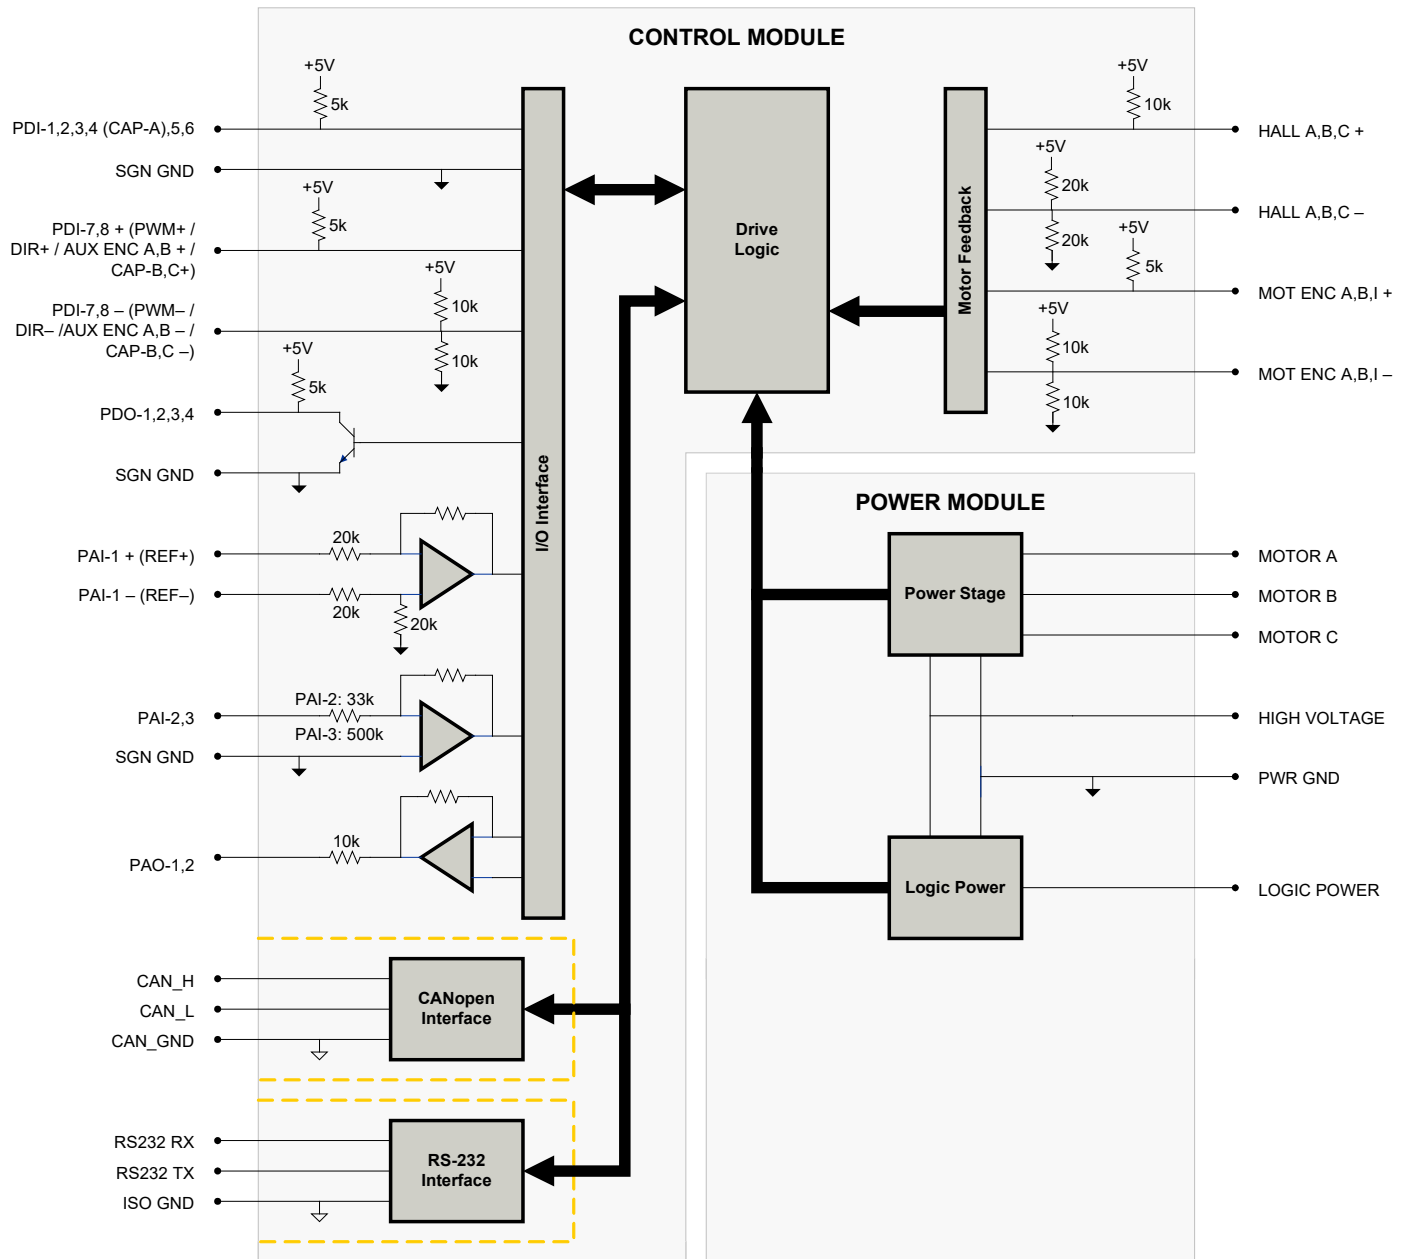 CONTROL MODULE
+5V
5k
PDI-1,2,3,4 (CAP-A),5,6
SGN GND
+5V
5k
PDI-7,8 + (PWM+ /
DIR+ / AUX ENC A,B + /
CAP-B,C+)
+5V
10k
PDI-7,8 – (PWM– /
DIR– /AUX ENC A,B – /
CAP-B,C –)
10k
+5V
5k
PDO-1,2,3,4
SGN GND
I/O Interface
20k
PAI-1 + (REF+)
PAI-1 – (REF–)
20k
20k
PAI-2: 33k
PAI-2,3
PAI-3: 500k
SGN GND
10k
PAO-1,2
CAN_H
CAN_L
CAN_GND
CANopen
Interface
RS232 RX
RS232 TX
ISO GND
RS-232
Interface
Drive
Logic
Motor Feedback
+5V
10k
HALL A,B,C +
+5V
20k
HALL A,B,C –
20k
+5V
5k
MOT ENC A,B,I +
+5V
10k
MOT ENC A,B,I –
10k
POWER MODULE
Power Stage
MOTOR A
MOTOR B
MOTOR C
HIGH VOLTAGE
PWR GND
Logic Power
LOGIC POWER